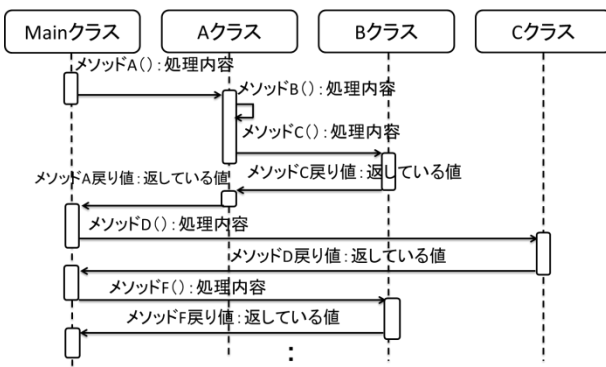 Mainクラス
Aクラス
Bクラス
Cクラス
メソッドA():処理内容
メソッドB():処理内容
メソッドC():処理内容
メソッドC戻り値:返している値
メソッドA戻り値:返している値
メソッドD():処理内容
メソッドD戻り値:返している値
メソッドF():処理内容
メソッドF戻り値:返している値
: